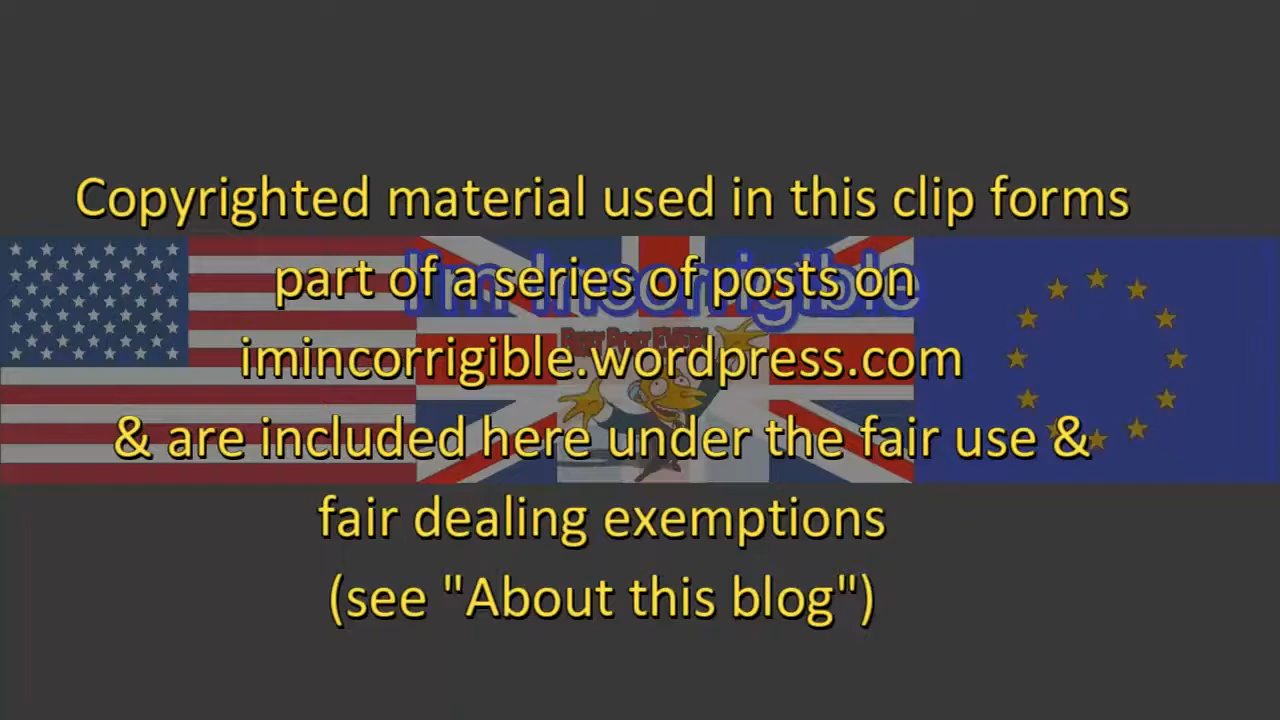 Copyrighted material used in this clip forms
I'm Incorrigible
part of a series of posts on
imincorrigible.wordpress.com
& are included here under the fair use &
fair dealing exemptions
(see "About this blog")